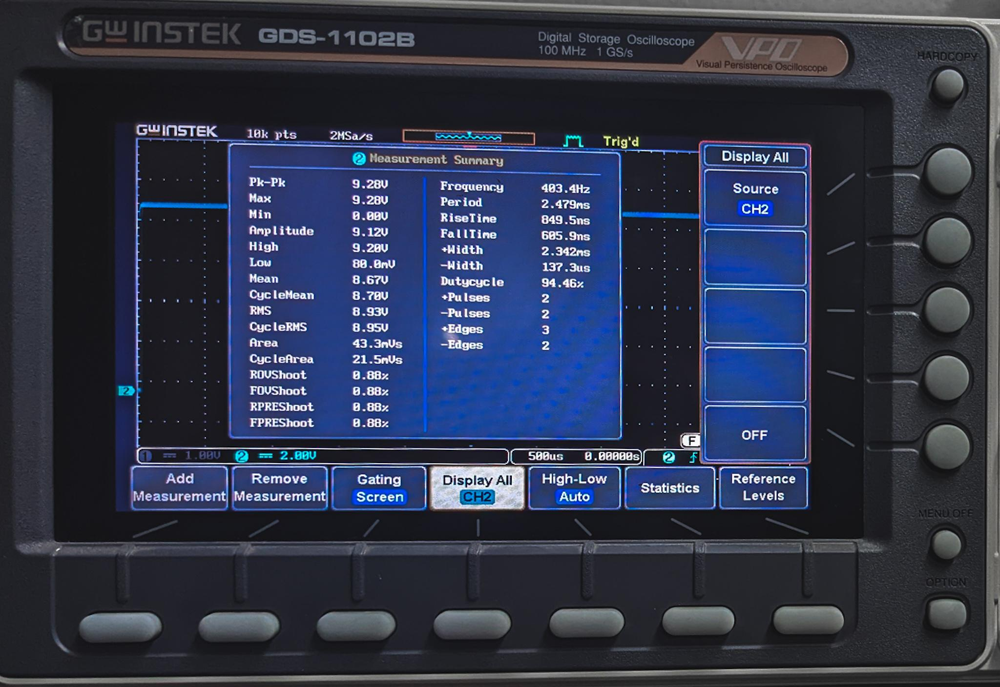 GW INSTEK GDS-1102B
Digital Storage Oscilloscope
100 MHz 1 GS/s
VPO
Visual Persistence Oscilloscope
HARDCOPY
GW INSTEK 10k pts 2MSa/s Trig'd
2 Measurement Summary
Pk-Pk 9.28V
Max 9.28V
Min 0.00V
Amplitude 9.12V
High 9.20V
Low 80.0mV
Mean 8.67V
CycleMean 8.70V
RMS 8.93V
CycleRMS 8.95V
Area 43.3mVs
CycleArea 21.5mVs
ROVShoot 0.88%
FOVShoot 0.88%
RPREShoot 0.88%
FPREShoot 0.88%
Frequency 403.4Hz
Period 2.479ms
RiseTime 849.5ns
FallTime 605.9ns
+Width 2.342ms
-Width 137.3us
Dutycycle 94.46%
+Pulses 2
-Pulses 2
+Edges 3
-Edges 2
Display All
Source
CH2
OFF
2
F
1 1.00V 2 2.00V 500us 0.00000s 2
Add
Measurement
Remove
Measurement
Gating
Screen
Display All
CH2
High-Low
Auto
Statistics
Reference
Levels
MENU OFF
OPTION